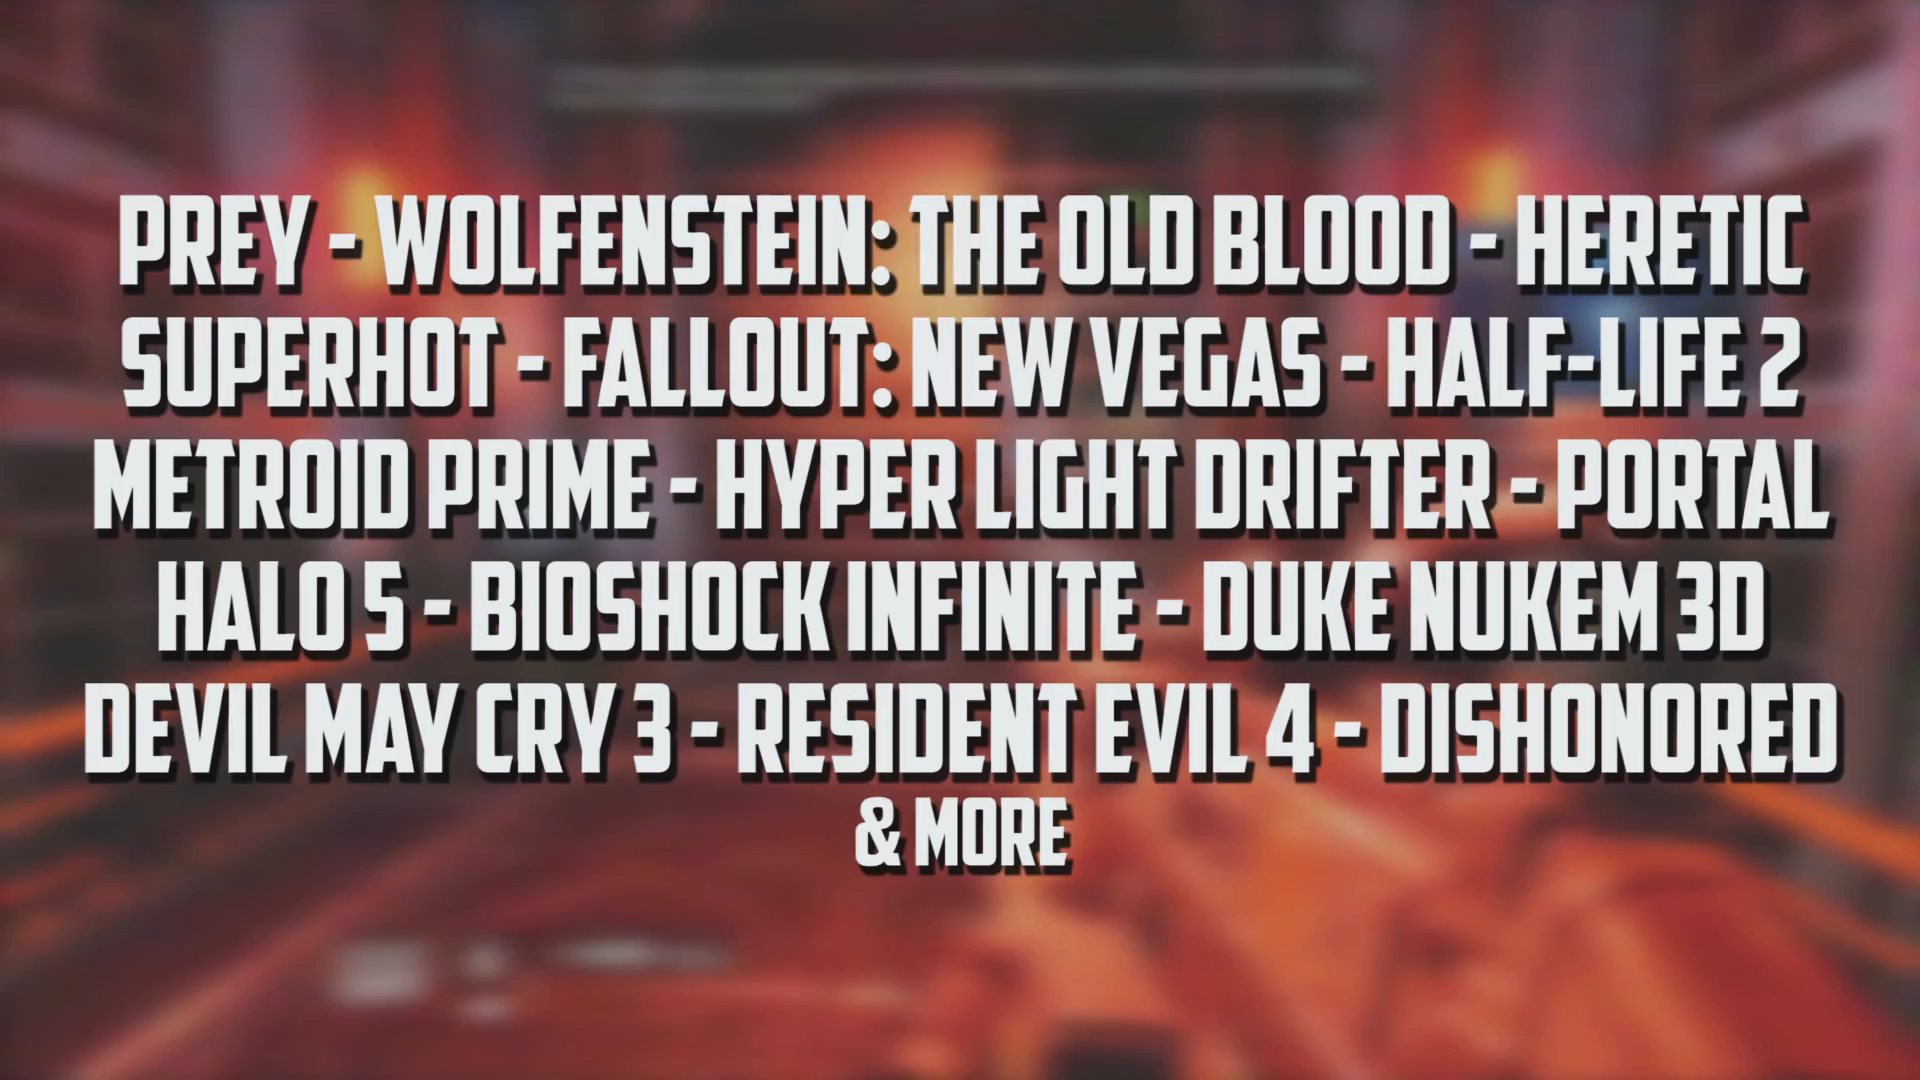 PREY - WOLFENSTEIN: THE OLD BLOOD - HERETIC
SUPERHOT - FALLOUT: NEW VEGAS - HALF-LIFE 2
METROID PRIME - HYPER LIGHT DRIFTER - PORTAL
HALO 5 - BIOSHOCK INFINITE - DUKE NUKEM 3D
DEVIL MAY CRY 3 - RESIDENT EVIL 4 - DISHONORED
& MORE